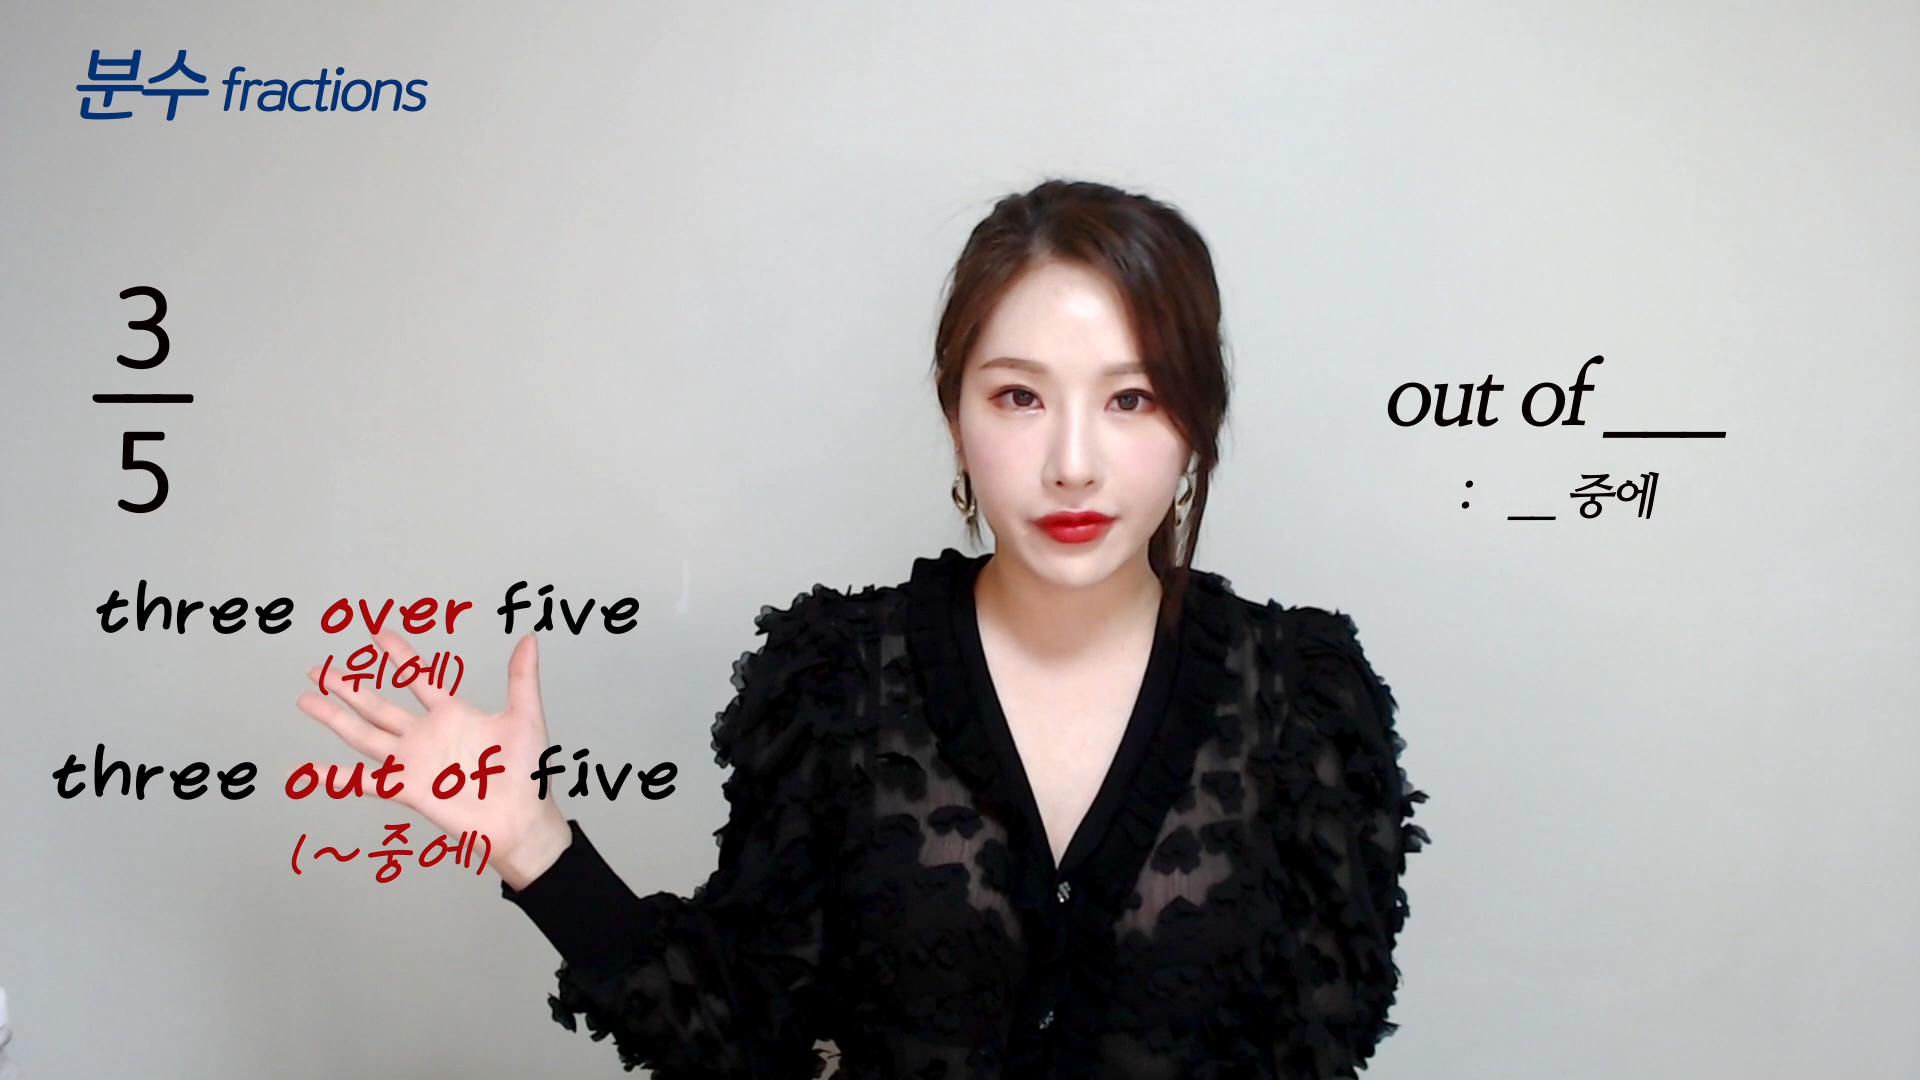 분수 fractions
3
5
three over five
(위에)
three out of five
(~중에)
out of ___
: __ 중에